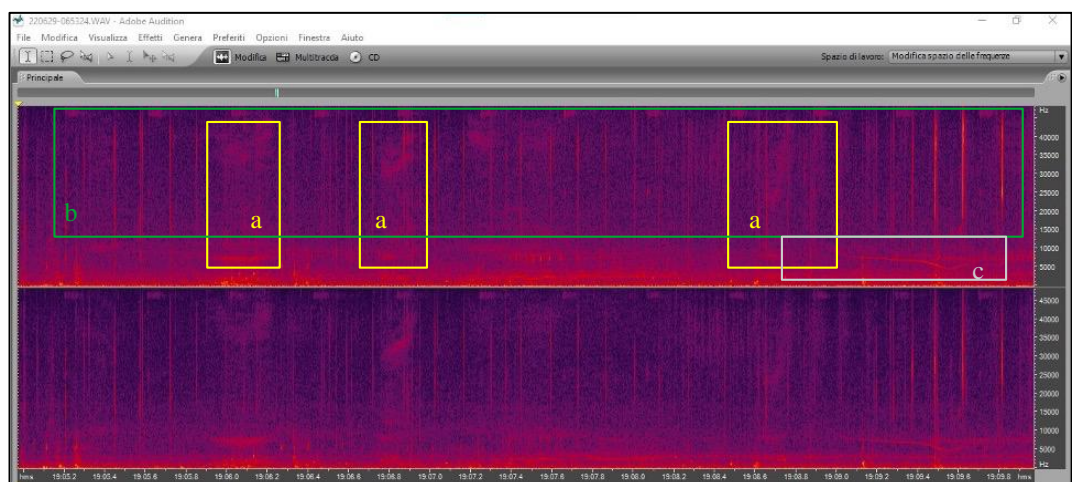 220629-065324.WAV - Adobe Audition
File Modifica Visualizza Effetti Genera Preferiti Opzioni Finestra Aiuto
Modifica Multitraccia CD Spazio di lavoro: Modifica spazio delle frequenze
Principale
Hz
40000
35000
30000
25000
20000
15000
10000
5000
b
a
a
a
c
Hz
45000
40000
35000
30000
25000
20000
15000
10000
5000
Hz
hms 19:05.2 19:05.4 19:05.6 19:05.8 19:06.0 19:06.2 19:06.4 19:06.6 19:06.8 19:07.0 19:07.2 19:07.4 19:07.6 19:07.8 19:08.0 19:08.2 19:08.4 19:08.6 19:08.8 19:09.0 19:09.2 19:09.4 19:09.6 19:09.8 hms